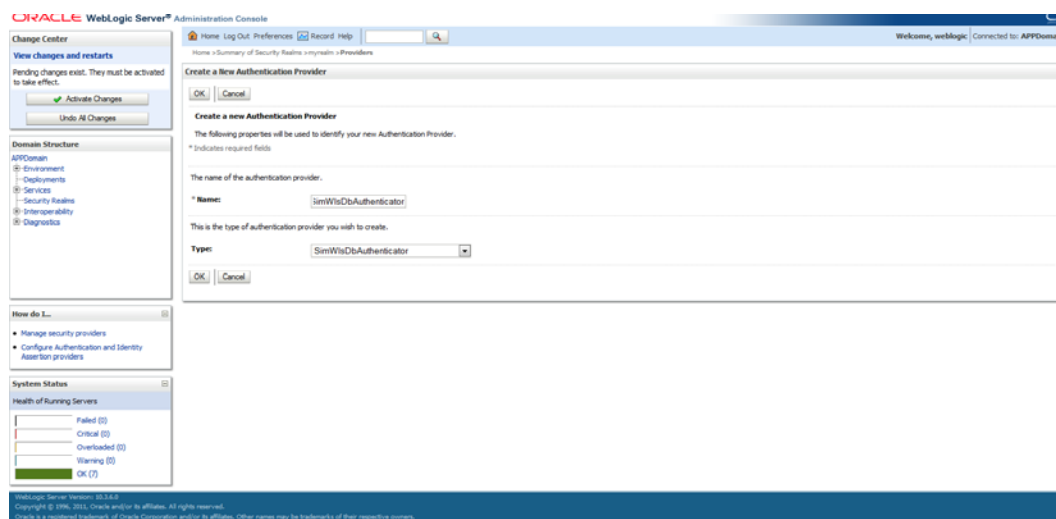 ORACLE WebLogic Server® Administration Console
Change Center
View changes and restarts
Pending changes exist. They must be activated
to take effect.
Activate Changes
Undo All Changes
Domain Structure
APPDomain
Environment
Deployments
Services
Security Realms
Interoperability
Diagnostics
How do I...
Manage security providers
Configure Authentication and Identity
Assertion providers
System Status
Health of Running Servers
Failed (0)
Critical (0)
Overloaded (0)
Warning (0)
OK (7)
Home Log Out Preferences Record Help
Welcome, weblogic Connected to: APPDoma
Home >Summary of Security Realms >myrealm >Providers
Create a New Authentication Provider
OK Cancel
Create a new Authentication Provider
The following properties will be used to identify your new Authentication Provider.
* Indicates required fields
The name of the authentication provider.
* Name: SimWlsDbAuthenticator
This is the type of authentication provider you wish to create.
Type: SimWlsDbAuthenticator
OK Cancel
WebLogic Server Version: 10.3.6.0
Copyright © 1996, 2011, Oracle and/or its affiliates. All rights reserved.
Oracle is a registered trademark of Oracle Corporation and/or its affiliates. Other names may be trademarks of their respective owners.